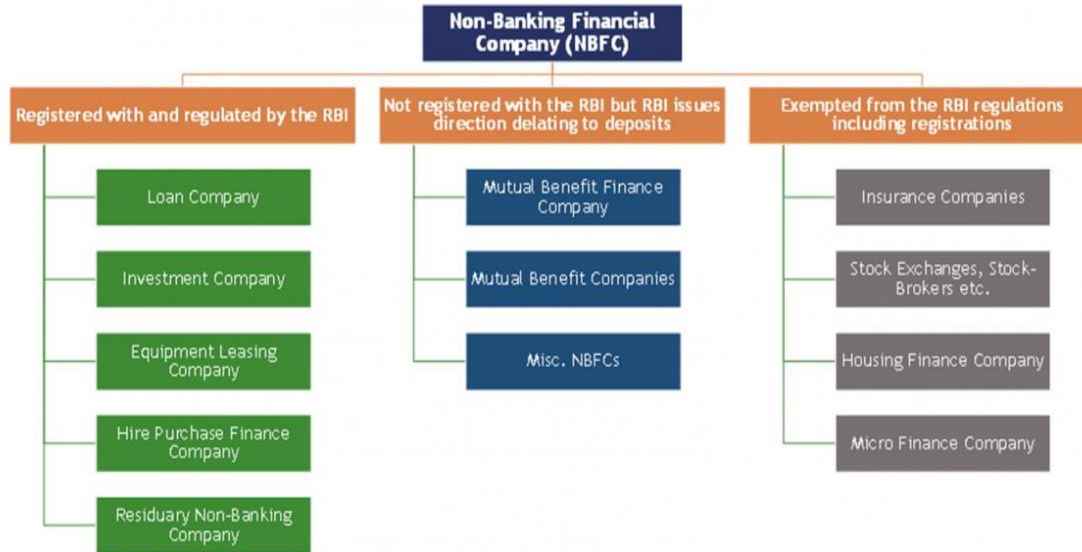 Non-Banking Financial
Company (NBFC)
Registered with and regulated by the RBI
Not registered with the RBI but RBI issues
direction delating to deposits
Exempted from the RBI regulations
including registrations
Loan Company
Investment Company
Equipment Leasing
Company
Hire Purchase Finance
Company
Residuary Non-Banking
Company
Mutual Benefit Finance
Company
Mutual Benefit Companies
Misc. NBFCs
Insurance Companies
Stock Exchanges, Stock-
Brokers etc.
Housing Finance Company
Micro Finance Company